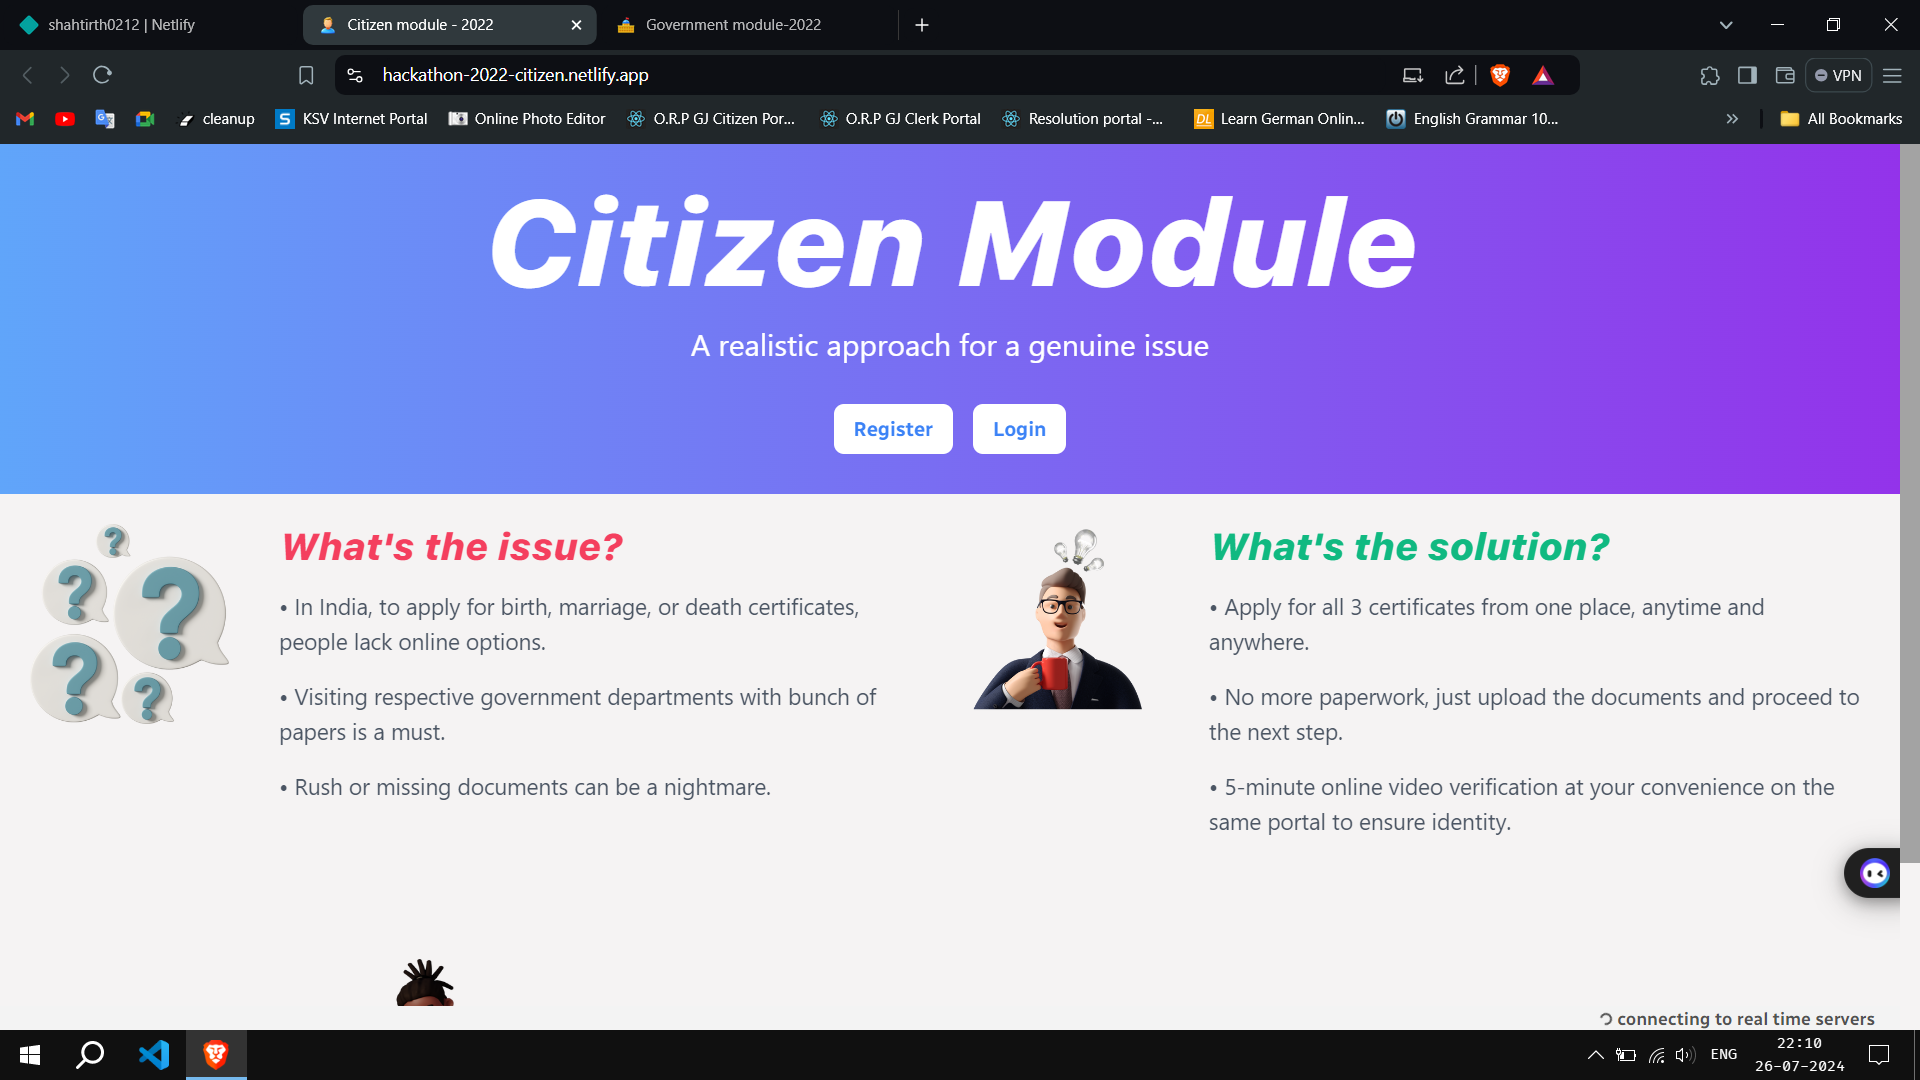 shahtirth0212 | Netlify
Citizen module - 2022
Government module-2022
hackathon-2022-citizen.netlify.app
VPN
cleanup
KSV Internet Portal
Online Photo Editor
O.R.P GJ Citizen Por...
O.R.P GJ Clerk Portal
Resolution portal -...
DL
Learn German Onlin...
English Grammar 10...
All Bookmarks
Citizen Module
A realistic approach for a genuine issue
Register
Login
What's the issue?
• In India, to apply for birth, marriage, or death certificates,
people lack online options.
• Visiting respective government departments with bunch of
papers is a must.
• Rush or missing documents can be a nightmare.
What's the solution?
• Apply for all 3 certificates from one place, anytime and
anywhere.
• No more paperwork, just upload the documents and proceed to
the next step.
• 5-minute online video verification at your convenience on the
same portal to ensure identity.
connecting to real time servers
ENG
22:10
26-07-2024